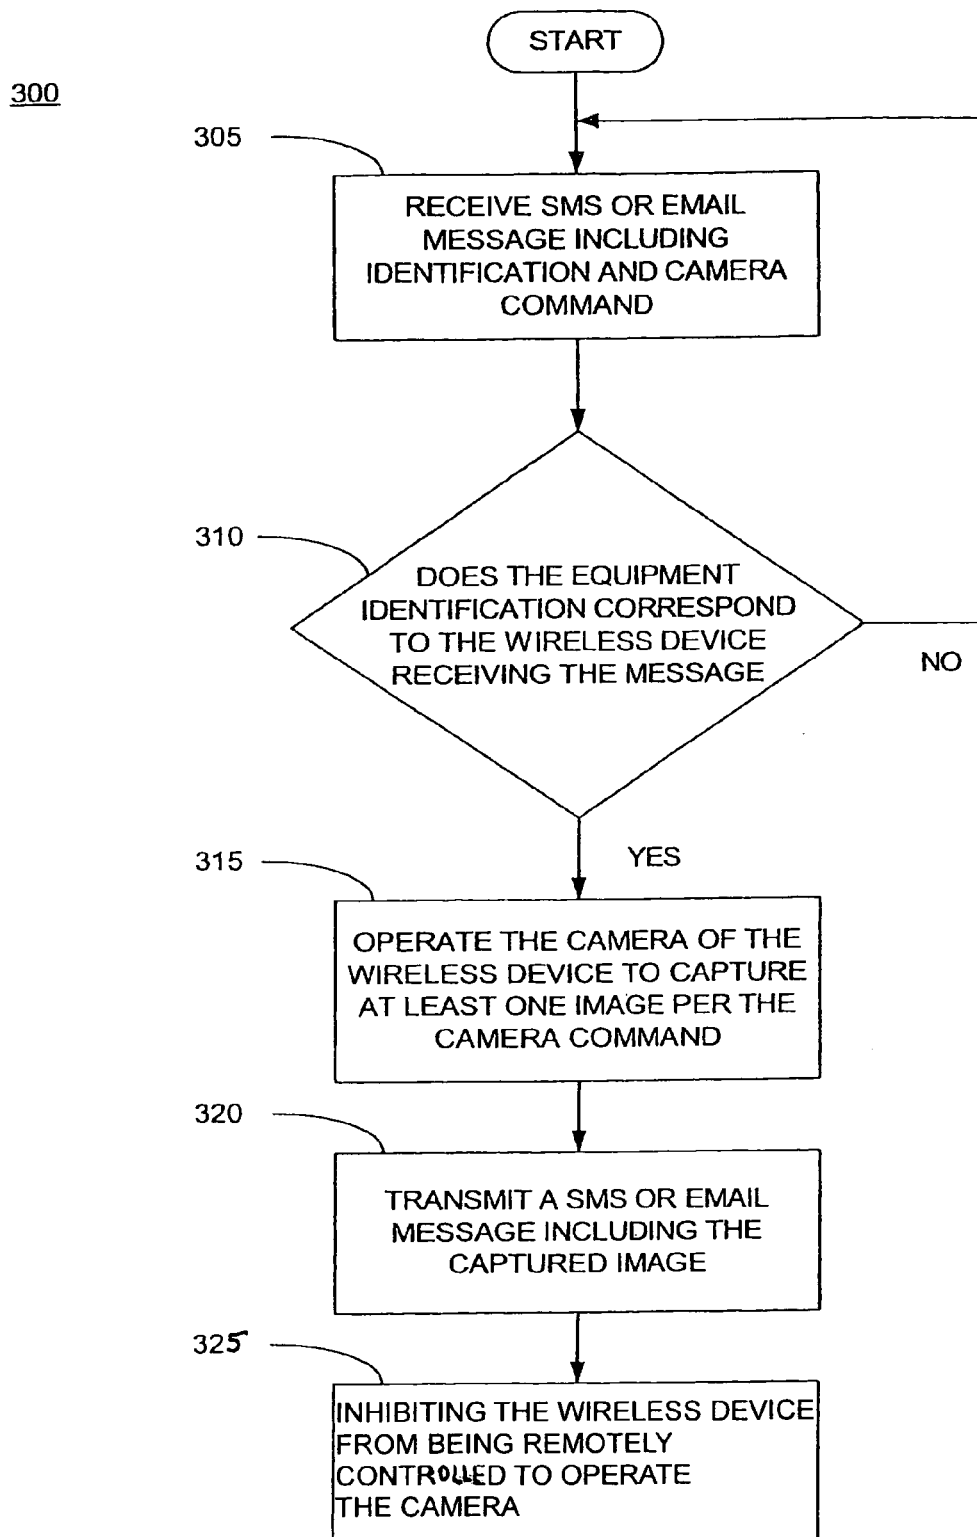 START
300
305
RECEIVE SMS OR EMAIL
MESSAGE INCLUDING
IDENTIFICATION AND CAMERA
COMMAND
310
DOES THE EQUIPMENT
IDENTIFICATION CORRESPOND
TO THE WIRELESS DEVICE
RECEIVING THE MESSAGE
NO
YES
315
OPERATE THE CAMERA OF THE
WIRELESS DEVICE TO CAPTURE
AT LEAST ONE IMAGE PER THE
CAMERA COMMAND
320
TRANSMIT A SMS OR EMAIL
MESSAGE INCLUDING THE
CAPTURED IMAGE
325
INHIBITING THE WIRELESS DEVICE
FROM BEING REMOTELY
CONTROLLED TO OPERATE
THE CAMERA